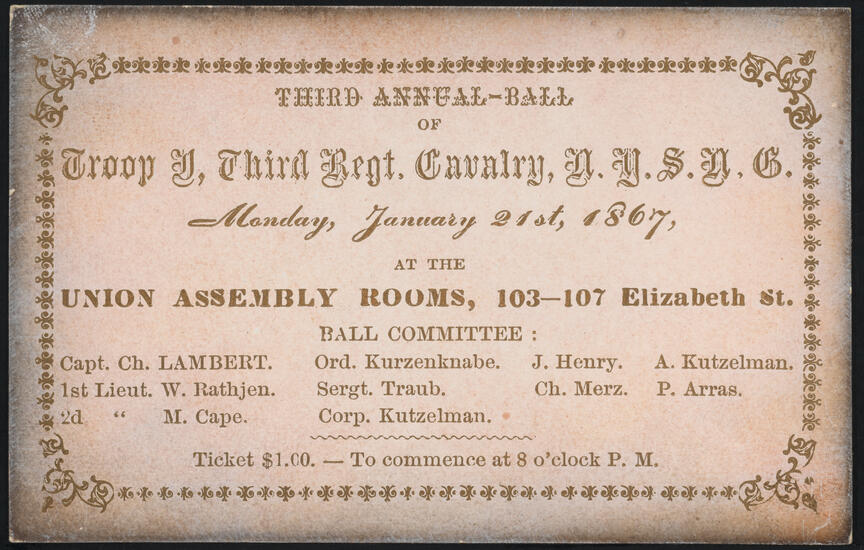 THIRD ANNUAL-BALL
OF
Troop I, Third Regt. Cavalry, N. Y. S. N. G.
Monday, January 21st, 1867,
AT THE
UNION ASSEMBLY ROOMS, 103—107 Elizabeth St.
BALL COMMITTEE :
Capt. Ch. LAMBERT. Ord. Kurzenknabe. J. Henry. A. Kutzelman.
1st Lieut. W. Rathjen. Sergt. Traub. Ch. Merz. P. Arras.
2d “ M. Cape. Corp. Kutzelman.
Ticket $1.00. — To commence at 8 o’clock P. M.